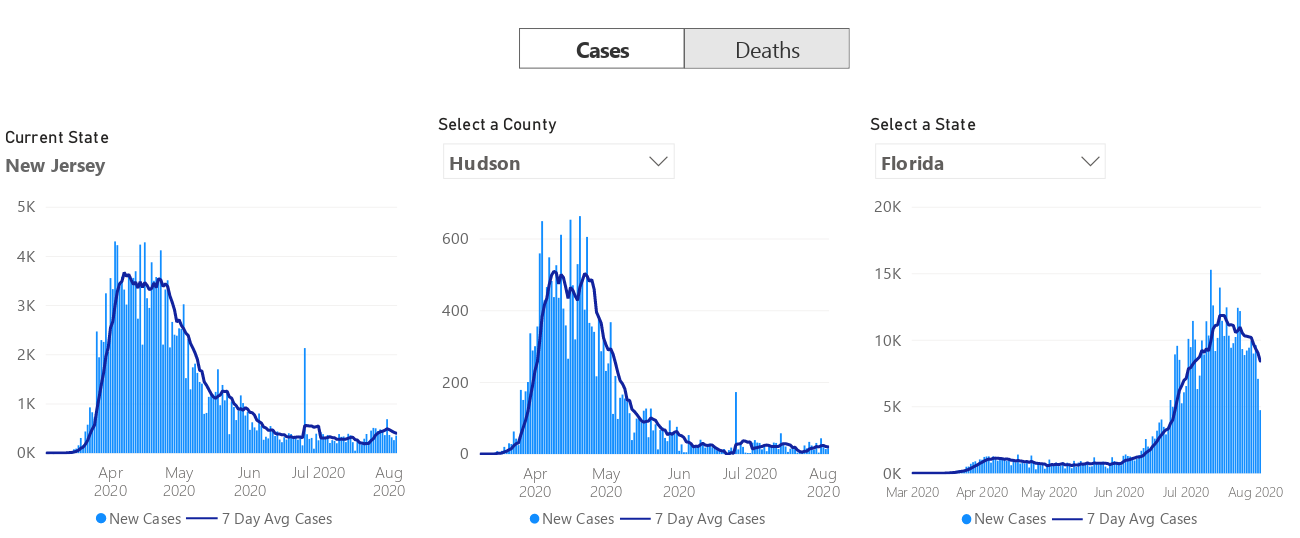 Cases Deaths
Current State
New Jersey
5K
4K
3K
2K
1K
0K
Apr 2020
May 2020
Jun 2020
Jul 2020
Aug 2020
New Cases 7 Day Avg Cases
Select a County
Hudson
600
400
200
0
Apr 2020
May 2020
Jun 2020
Jul 2020
Aug 2020
New Cases 7 Day Avg Cases
Select a State
Florida
20K
15K
10K
5K
0K
Mar 2020 Apr 2020 May 2020 Jun 2020 Jul 2020 Aug 2020
New Cases 7 Day Avg Cases